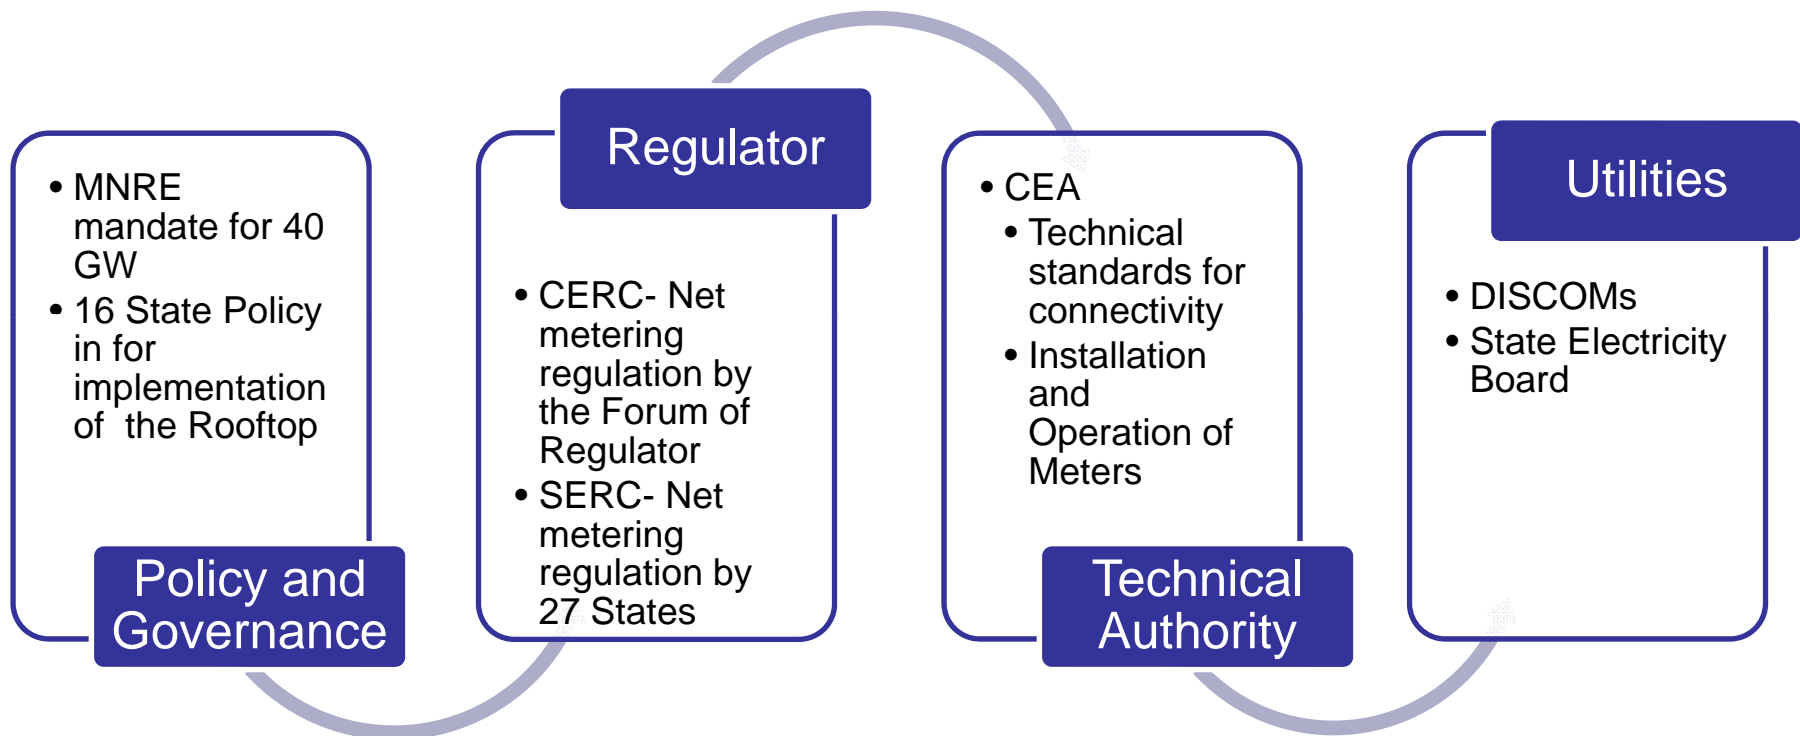 • MNRE
mandate for 40
GW
• 16 State Policy
in for
implementation
of the Rooftop
Policy and
Governance
Regulator
• CERC- Net
metering
regulation by
the Forum of
Regulator
• SERC- Net
metering
regulation by
27 States
• CEA
• Technical
standards for
connectivity
• Installation
and
Operation of
Meters
Technical
Authority
Utilities
• DISCOMs
• State Electricity
Board